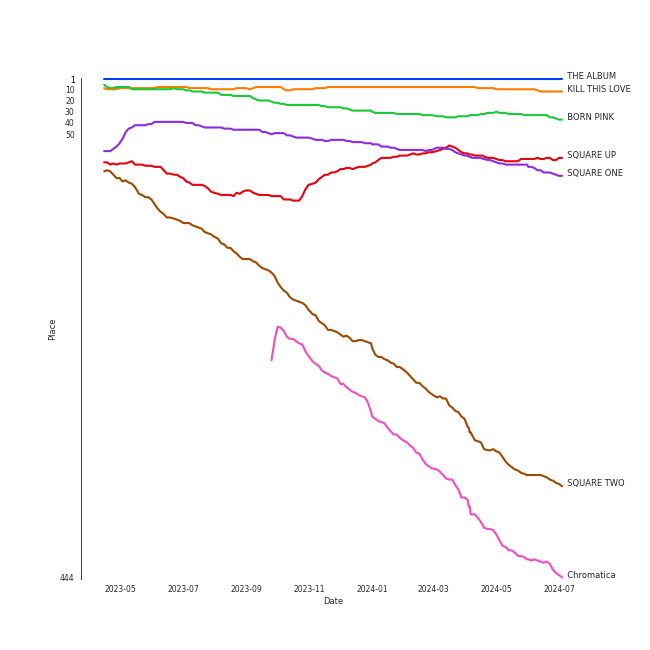 1
10
20
30
40
50
444
Place
THE ALBUM
KILL THIS LOVE
BORN PINK
SQUARE UP
SQUARE ONE
SQUARE TWO
Chromatica
2023-05 2023-07 2023-09 2023-11 2024-01 2024-03 2024-05 2024-07
Date